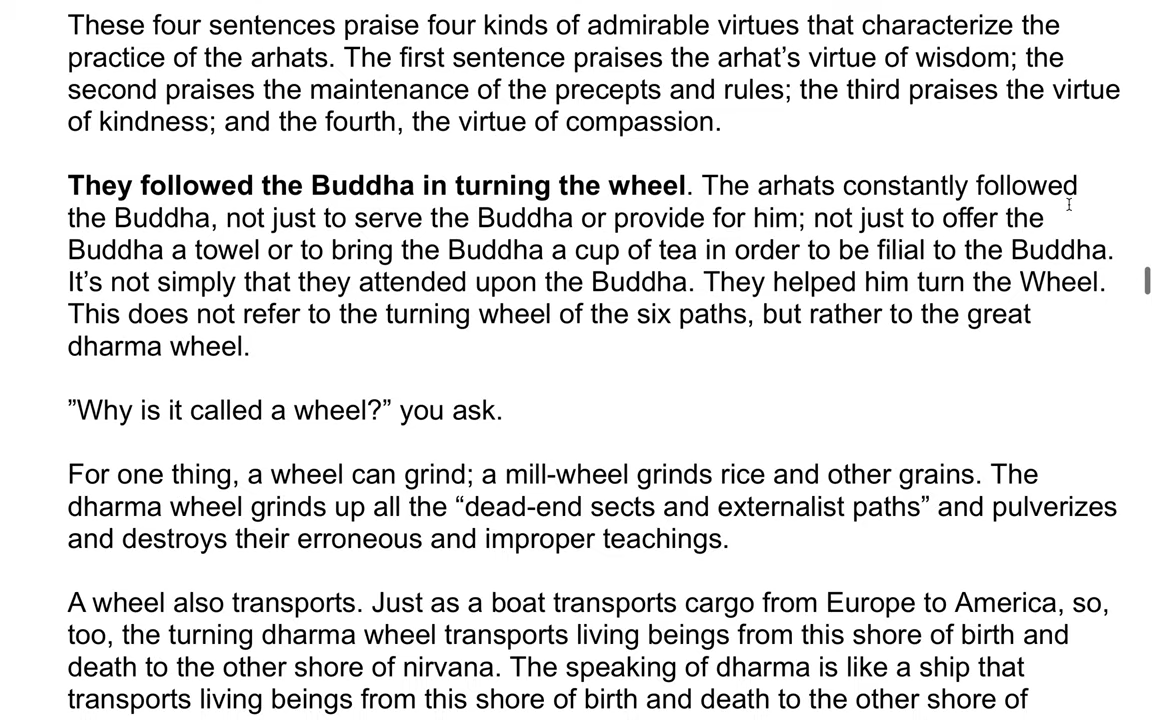 These four sentences praise four kinds of admirable virtues that characterize the
practice of the arhats. The first sentence praises the arhat’s virtue of wisdom; the
second praises the maintenance of the precepts and rules; the third praises the virtue
of kindness; and the fourth, the virtue of compassion.
They followed the Buddha in turning the wheel. The arhats constantly followed
the Buddha, not just to serve the Buddha or provide for him; not just to offer the
Buddha a towel or to bring the Buddha a cup of tea in order to be filial to the Buddha.
It’s not simply that they attended upon the Buddha. They helped him turn the Wheel.
This does not refer to the turning wheel of the six paths, but rather to the great
dharma wheel.
”Why is it called a wheel?” you ask.
For one thing, a wheel can grind; a mill-wheel grinds rice and other grains. The
dharma wheel grinds up all the “dead-end sects and externalist paths” and pulverizes
and destroys their erroneous and improper teachings.
A wheel also transports. Just as a boat transports cargo from Europe to America, so,
too, the turning dharma wheel transports living beings from this shore of birth and
death to the other shore of nirvana. The speaking of dharma is like a ship that
transports living beings from this shore of birth and death to the other shore of